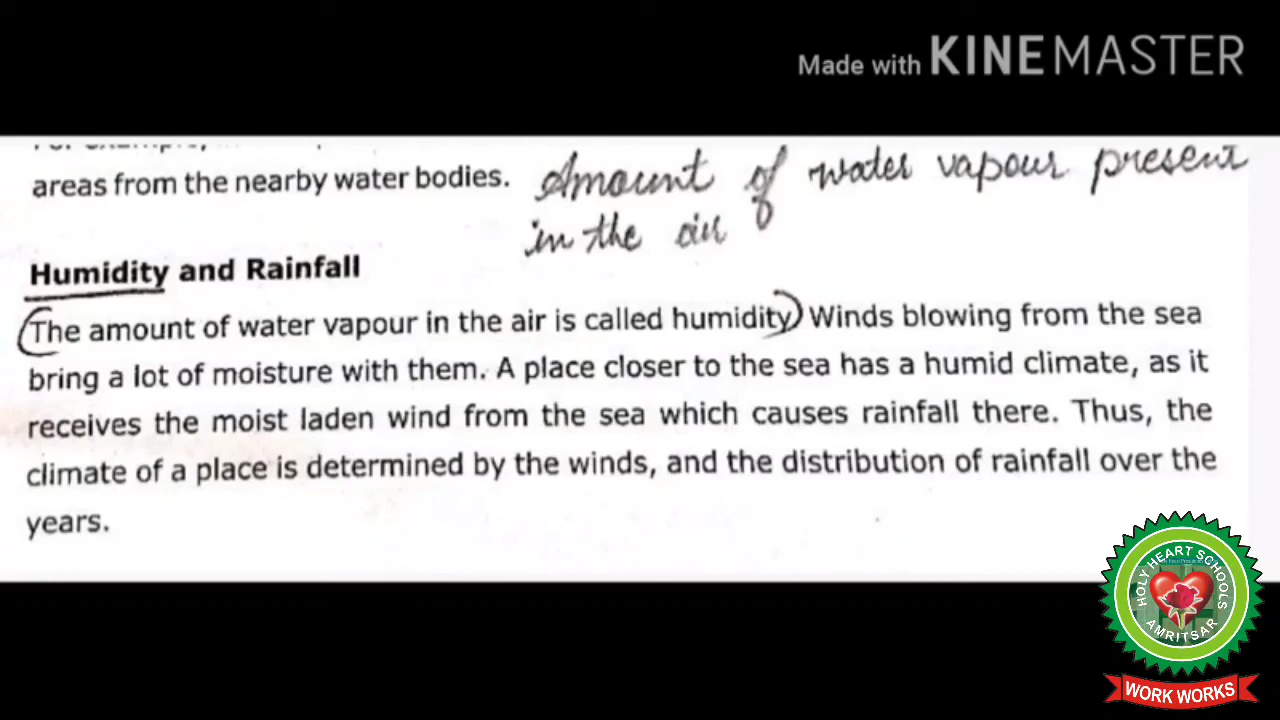 Made with KINEMASTER
areas from the nearby water bodies. Amount of water vapour present
in the air
Humidity and Rainfall
The amount of water vapour in the air is called humidity. Winds blowing from the sea
bring a lot of moisture with them. A place closer to the sea has a humid climate, as it
receives the moist laden wind from the sea which causes rainfall there. Thus, the
climate of a place is determined by the winds, and the distribution of rainfall over the
years.
HOLY HEART SCHOOLS
AMRITSAR
WORK WORKS